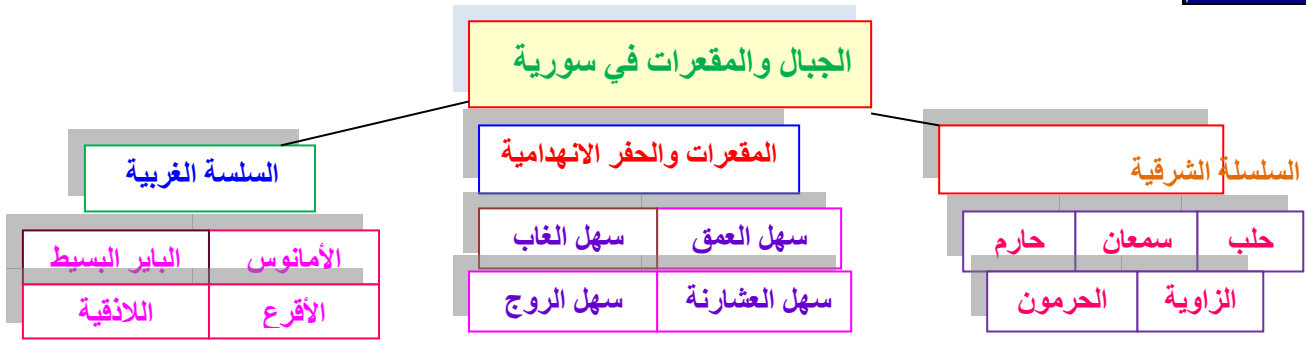 الجبال والمقعرات في سورية
السلسلة الشرقية
حلب
سمعان
حارم
الزاوية
الحرمون
المقعرات والحفر الانهدامية
سهل العمق
سهل الغاب
سهل العشارنة
سهل الروج
السلسة الغربية
الأمانوس
الباير البسيط
الأقرع
اللاذقية